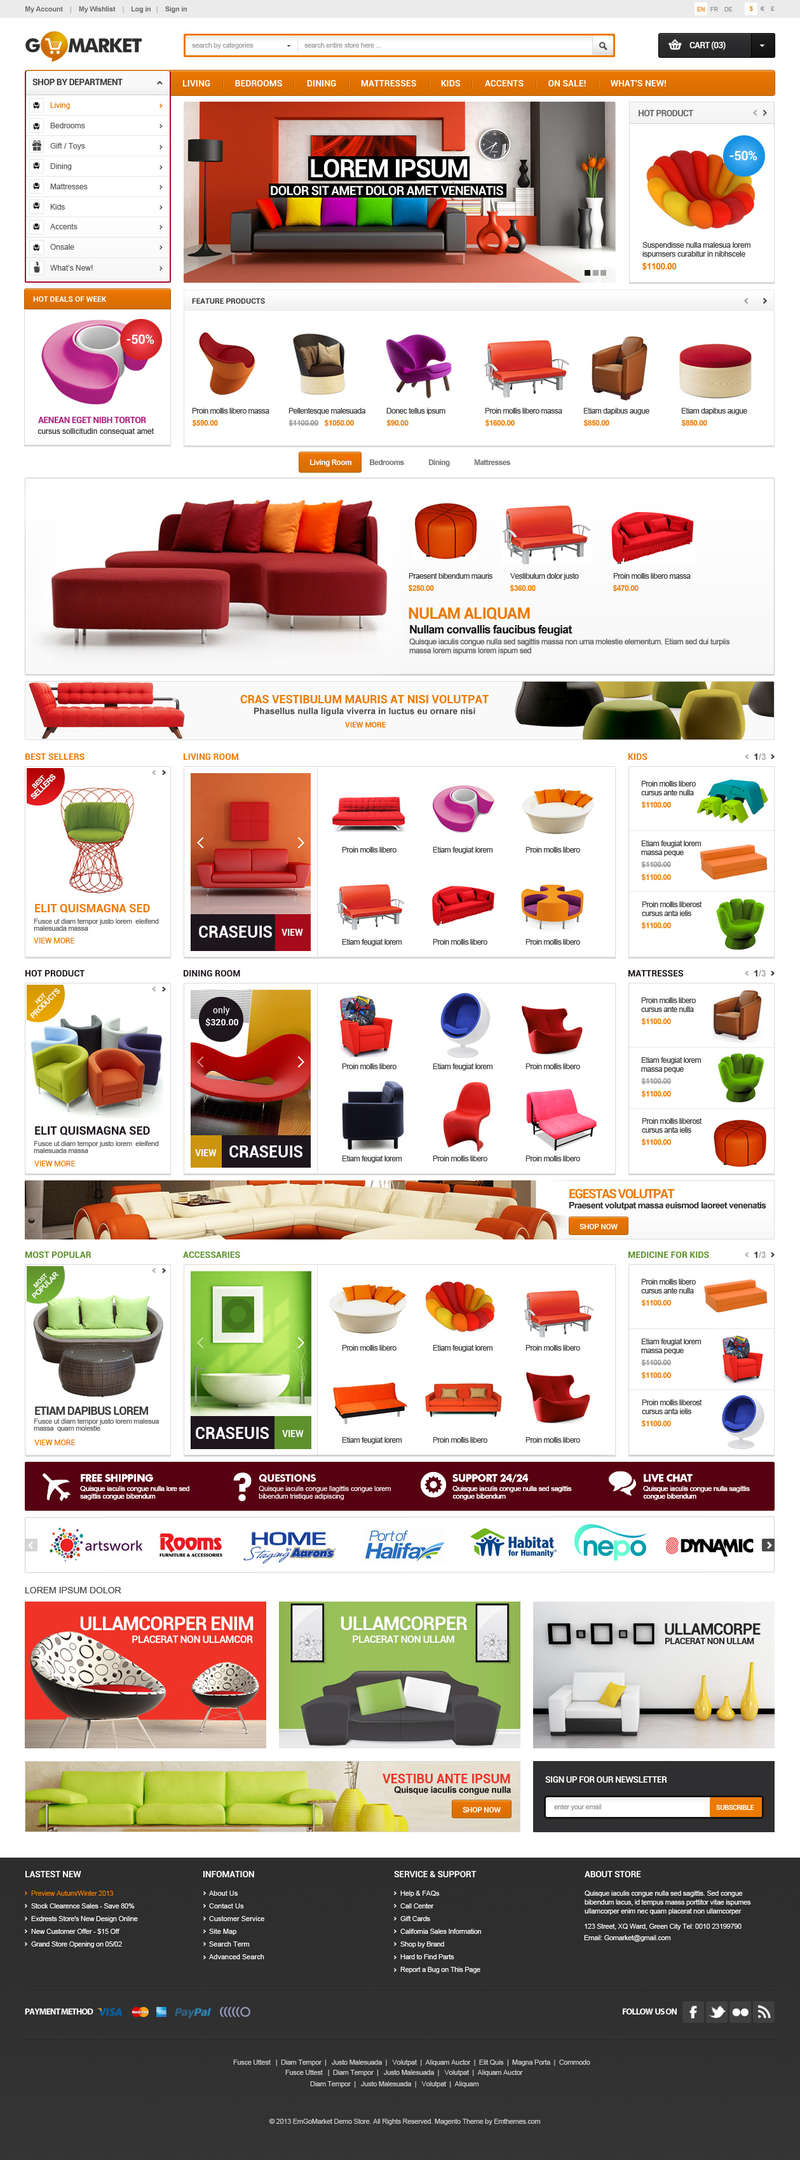 My Account | My Wishlist | Log in | Sign in
EN FR DE $ € £
GO MARKET
search by categories
search entire store here ...
CART (03)
SHOP BY DEPARTMENT
LIVING BEDROOMS DINING MATTRESSES KIDS ACCENTS ON SALE! WHAT'S NEW!
Living
Bedrooms
Gift / Toys
Dining
Mattresses
Kids
Accents
Onsale
What's New!
LOREM IPSUM
DOLOR SIT AMET DOLOR AMET VENENATIS
HOT PRODUCT
-50%
Suspendisse nulla malesua lorem
ispumsers curabitur in nibhscele
$1100.00
HOT DEALS OF WEEK
-50%
AENEAN EGET NIBH TORTOR
cursus sollicitudin consequat amet
FEATURE PRODUCTS
Proin mollis libero massa
$590.00
Pellentesque malesuada
$1100.00 $1050.00
Donec tellus ipsum
$90.00
Proin mollis libero massa
$1600.00
Etiam dapibus augue
$850.00
Etiam dapibus augue
$850.00
Living Room Bedrooms Dining Mattresses
Praesent bibendum mauris
$250.00
Vestibulum dolor justo
$360.00
Proin mollis libero massa
$470.00
NULAM ALIQUAM
Nullam convallis faucibus feugiat
Quisque iaculis congue nulla sed sagittis massa non urna molestie elementum. Etiam sed dui turpiis
massa lorem ispums lorem ispum sed
CRAS VESTIBULUM MAURIS AT NISI VOLUTPAT
Phasellus nulla ligula viverra in luctus eu ornare nisi
VIEW MORE
BEST SELLERS
BEST
SELLERS
ELIT QUISMAGNA SED
Fusce ut diam tempor justo lorem eleifend
malesuada massa
VIEW MORE
LIVING ROOM
CRASEUIS VIEW
Proin mollis libero
Etiam feugiat lorem
Proin mollis libero
Etiam feugiat lorem
Proin mollis libero
Proin mollis libero
KIDS
1/3
Proin mollis libero
cursus ante nulla
$1100.00
Etiam feugiat lorem
massa peque
$1100.00
$1100.00
Proin mollis liberost
cursus anta ielis
$1100.00
HOT PRODUCT
HOT
PRODUCTS
ELIT QUISMAGNA SED
Fusce ut diam tempor justo lorem eleifend
malesuada massa
VIEW MORE
DINING ROOM
only
$320.00
VIEW CRASEUIS
Proin mollis libero
Etiam feugiat lorem
Proin mollis libero
Etiam feugiat lorem
Proin mollis libero
Proin mollis libero
MATTRESSES
1/3
Proin mollis libero
cursus ante nulla
$1100.00
Etiam feugiat lorem
massa peque
$1100.00
$1100.00
Proin mollis liberost
cursus anta ielis
$1100.00
EGESTAS VOLUTPAT
Praesent volutpat massa euismod laoreet venenatis
SHOP NOW
MOST POPULAR
MOST
POPULAR
ETIAM DAPIBUS LOREM
Fusce ut diam tempor justo lorem malesua
massa quam molestie
VIEW MORE
ACCESSARIES
CRASEUIS VIEW
Proin mollis libero
Etiam feugiat lorem
Proin mollis libero
Etiam feugiat lorem
Proin mollis libero
Proin mollis libero
MEDICINE FOR KIDS
1/3
Proin mollis libero
cursus ante nulla
$1100.00
Etiam feugiat lorem
massa peque
$1100.00
$1100.00
Proin mollis liberost
cursus anta ielis
$1100.00
FREE SHIPPING
Quisque iaculis congue nulla lore sed
sagittis congue bibendum
QUESTIONS
Quisque iaculis congue llagittis congue lorem
bibendum tristique adipiscing
SUPPORT 24/24
Quisque iaculis congue nulla sed sagittis
congue bibendum
LIVE CHAT
Quisque iaculis congue nulla sagittis
congue bibendum
artswork
Rooms
FURNITURE & ACCESSORIES
HOME
Staging by Aaron's
Port of
Halifax
Habitat
for Humanity
nepo
DYNAMIC
LOREM IPSUM DOLOR
ULLAMCORPER ENIM
PLACERAT NON ULLAMCOR
ULLAMCORPER
PLACERAT NON ULLAM
ULLAMCORPE
PLACERAT NON ULLAM
VESTIBU ANTE IPSUM
Quisque iaculis congue nulla
SHOP NOW
SIGN UP FOR OUR NEWSLETTER
enter your email
SUBSCRIBLE
LASTEST NEW
Preview Autum/Winter 2013
Stock Clearence Sales - Save 80%
Exdrests Store's New Design Online
New Customer Offer - $15 Off
Grand Store Opening on 05/02
INFOMATION
About Us
Contact Us
Customer Service
Site Map
Search Term
Advanced Search
SERVICE & SUPPORT
Help & FAQs
Call Center
Gift Cards
California Sales Information
Shop by Brand
Hard to Find Parts
Report a Bug on This Page
ABOUT STORE
Quisque iaculis congue nulla sed sagittis. Sed congue
bibendum lacus, id tempus massa porttitor vitae ispumes
ullamcorper enim nec quam placerat non ullamcorper
123 Street, XQ Ward, Green City Tel: 0010 23199790
Email: Gomarket@gmail.com
PAYMENT METHOD VISA PayPal
FOLLOW US ON
Fusce Uttest | Diam Tempor | Justo Malesuada | Volutpat | Aliquam Auctor | Elit Quis | Magna Porta | Commodo
Fusce Uttest | Diam Tempor | Justo Malesuada | Volutpat | Aliquam Auctor
Diam Tempor | Justo Malesuada | Volutpat | Aliquam
© 2013 EmGoMarket Demo Store. All Rights Reserved. Magento Theme by Emthemes.com